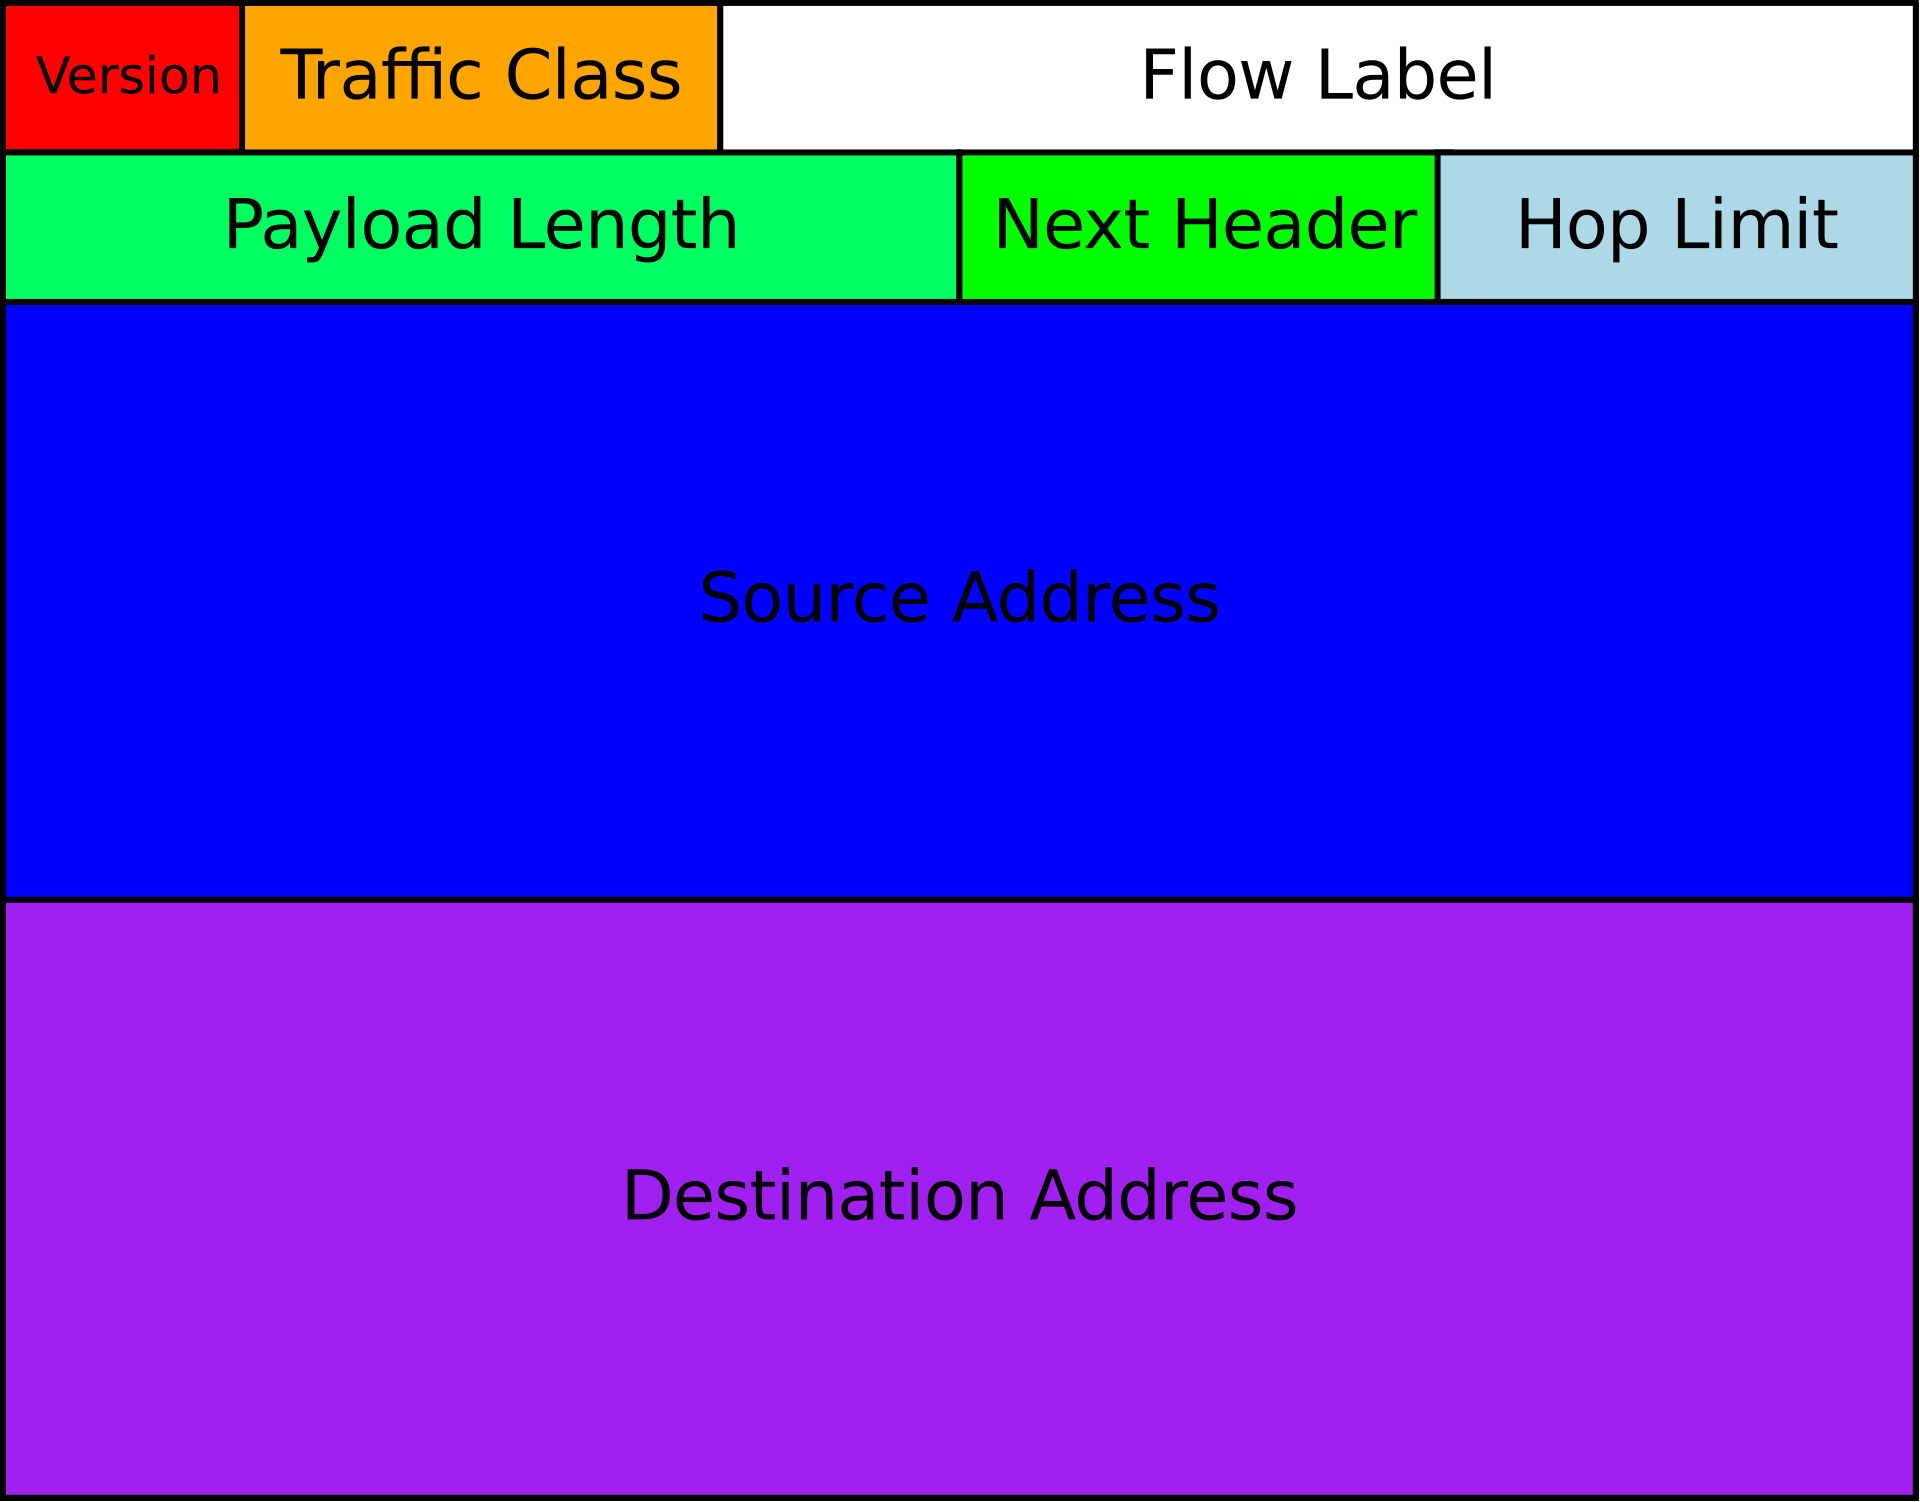 Version
Traffic Class
Flow Label
Payload Length
Next Header
Hop Limit
Source Address
Destination Address